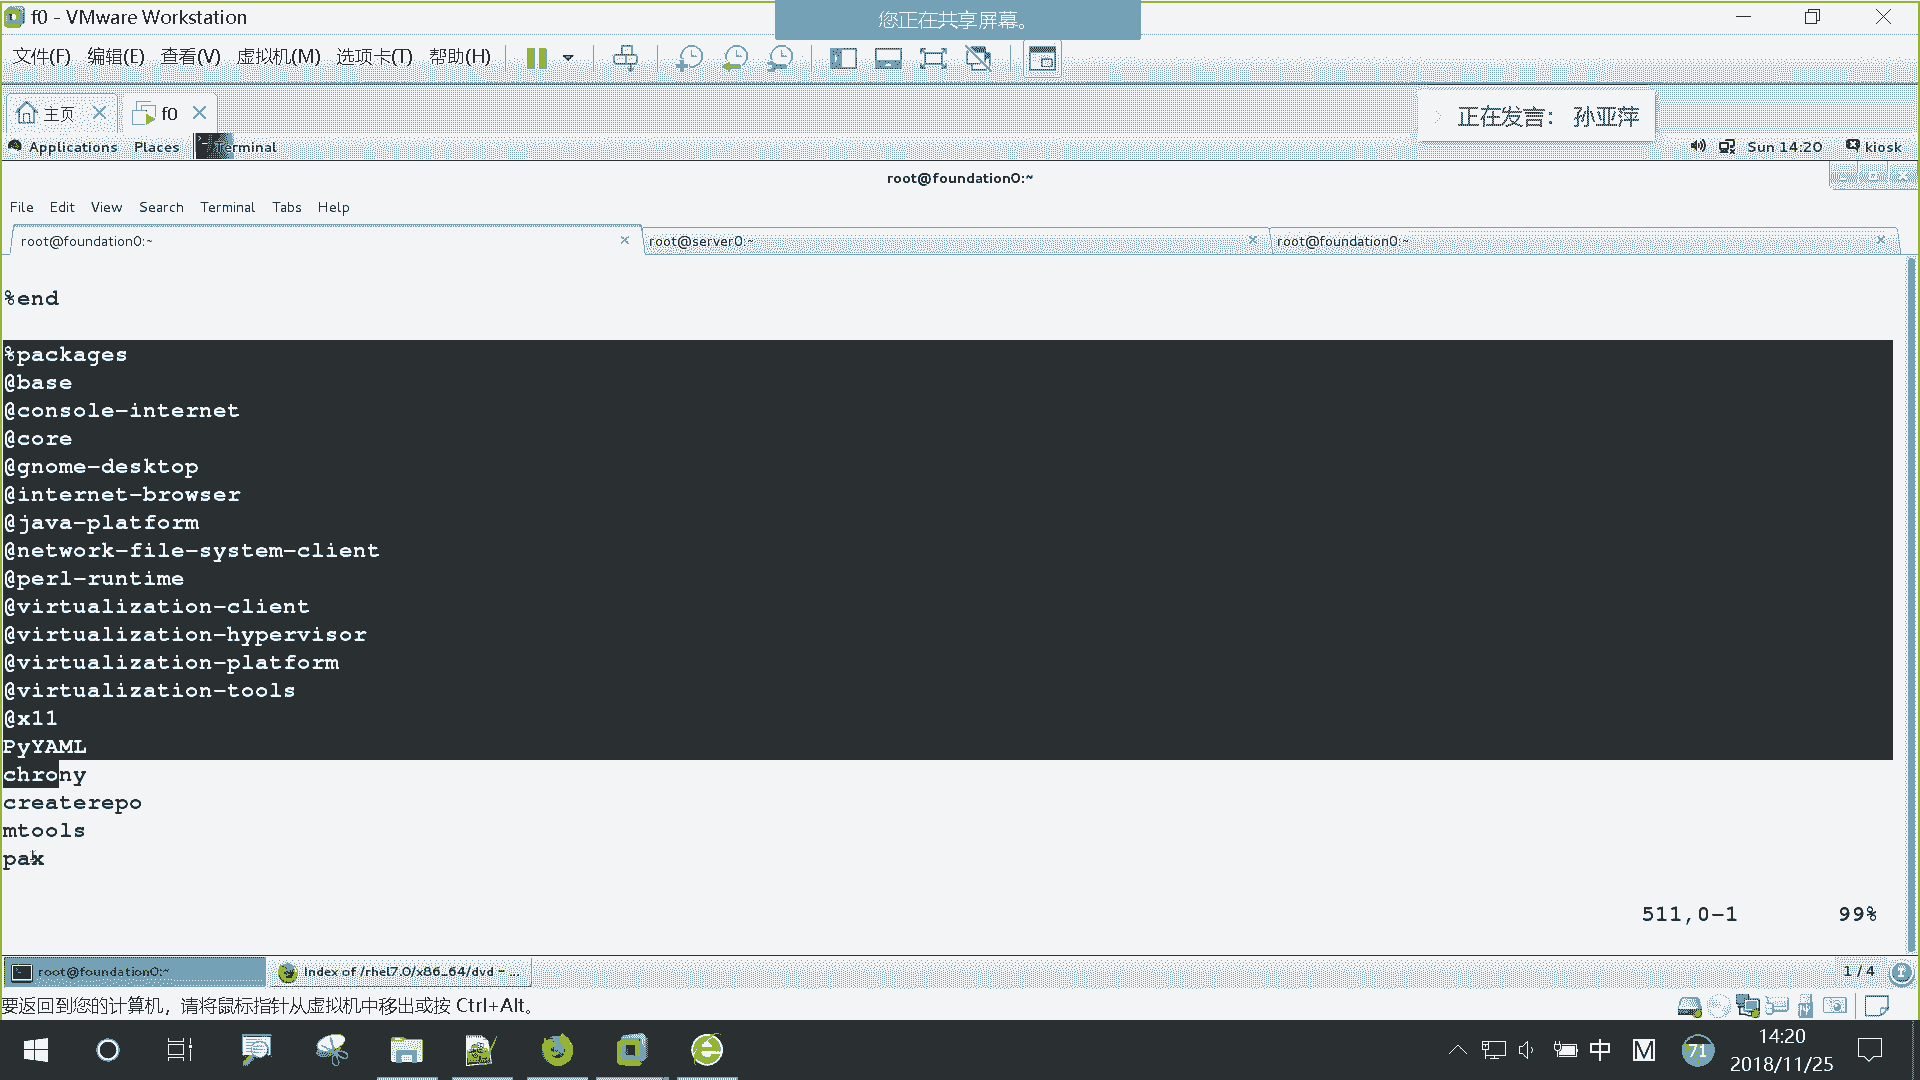 f0 - VMware Workstation
您正在共享屏幕。
文件(F) 编辑(E) 查看(V) 虚拟机(M) 选项卡(T) 帮助(H)
主页
f0
正在发言： 孙亚萍
Applications Places Terminal
Sun 14:20 kiosk
root@foundation0:~
File Edit View Search Terminal Tabs Help
root@foundation0:~
root@server0:~
root@foundation0:~
%end
%packages
@base
@console-internet
@core
@gnome-desktop
@internet-browser
@java-platform
@network-file-system-client
@perl-runtime
@virtualization-client
@virtualization-hypervisor
@virtualization-platform
@virtualization-tools
@x11
PyYAML
chrony
createrepo
mtools
pax
511,0-1 99%
root@foundation0:~
Index of /rhel7.0/x86_64/dvd - ...
1 / 4
要返回到您的计算机，请将鼠标指针从虚拟机中移出或按 Ctrl+Alt。
中
M
71
14:20
2018/11/25